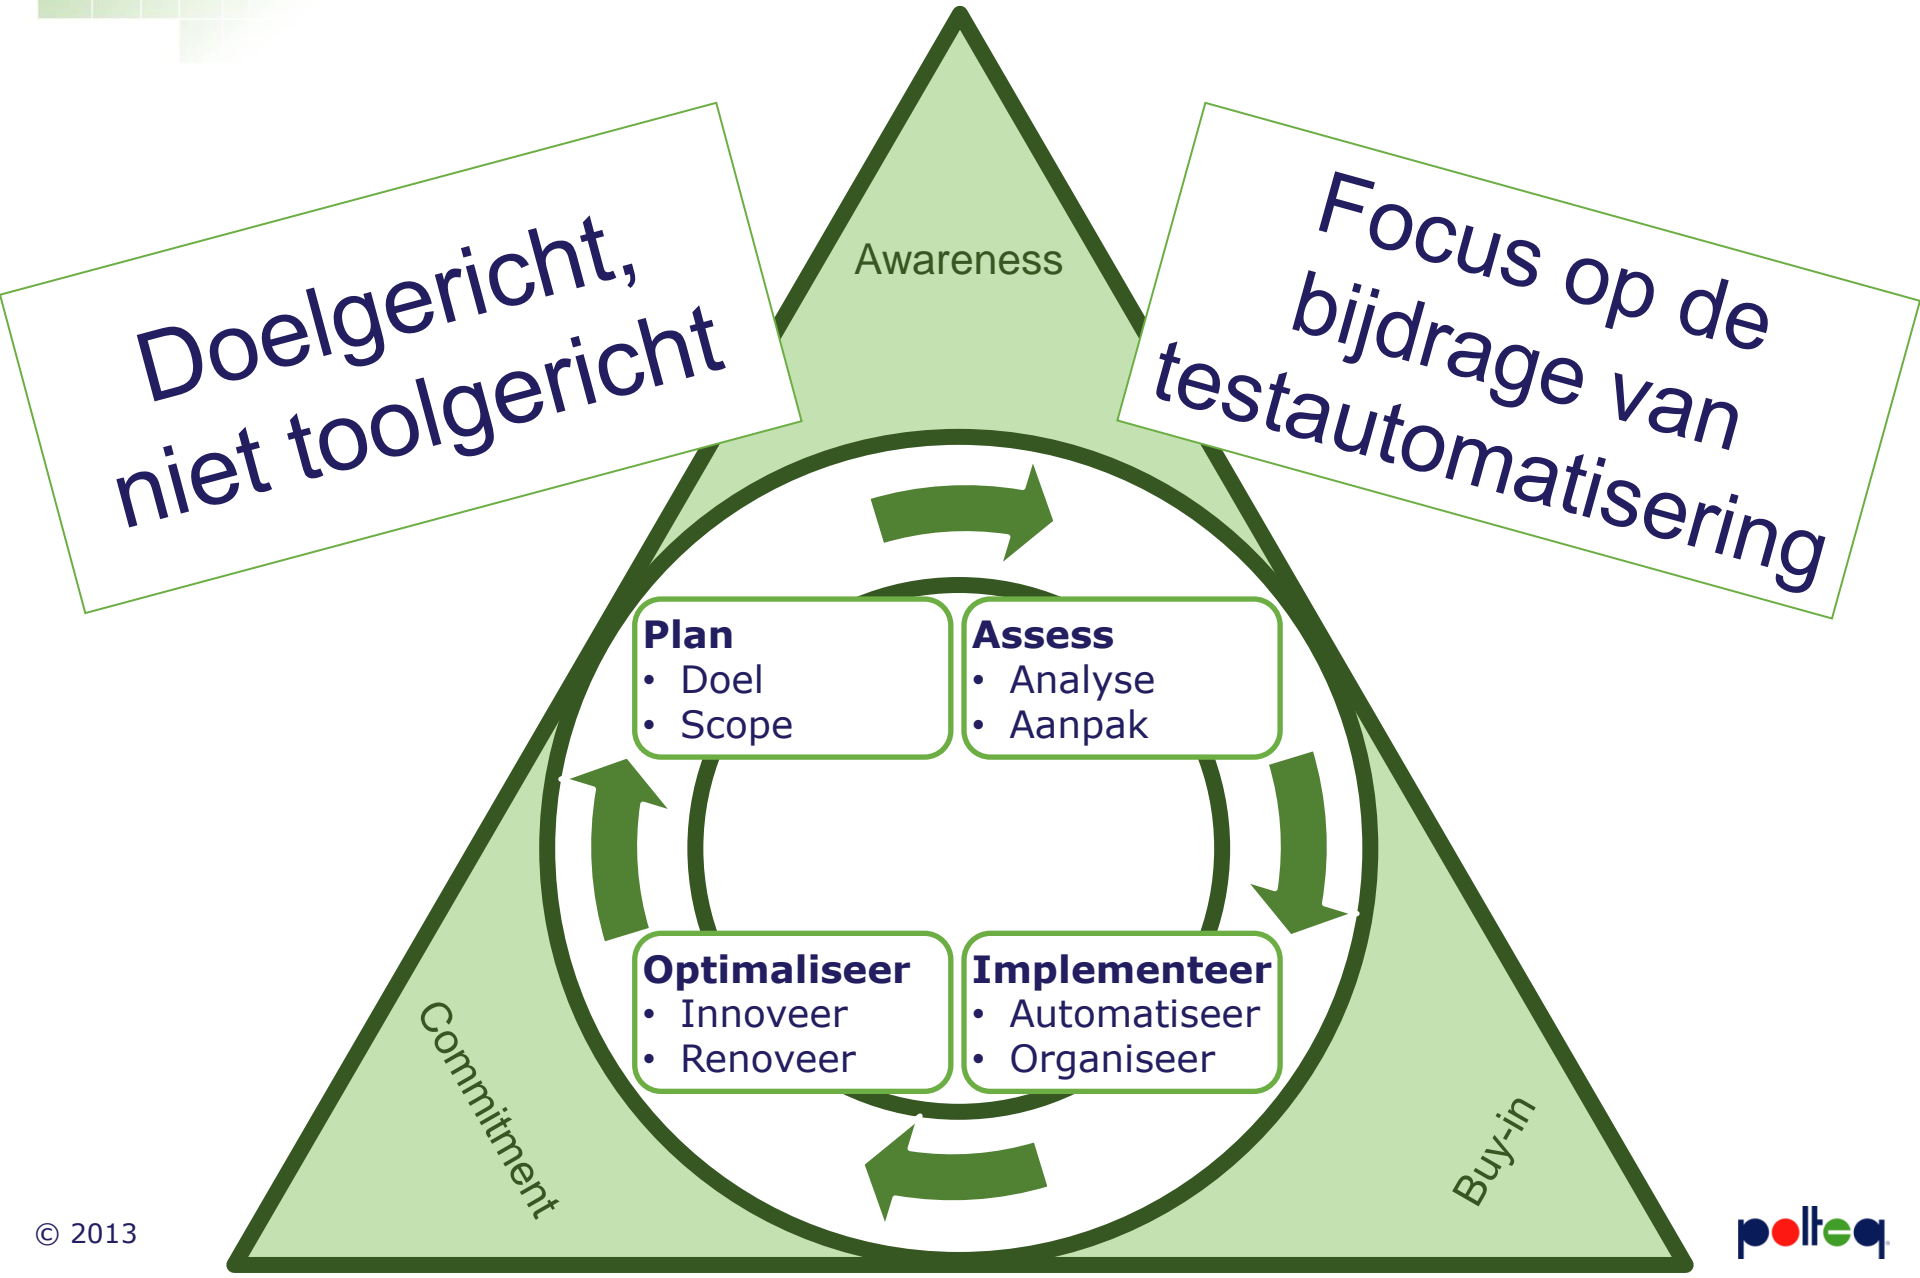 Awareness
Doelgericht,
niet toolgericht
Focus op de
bijdrage van
testautomatisering
Plan
• Doel
• Scope
Assess
• Analyse
• Aanpak
Optimaliseer
• Innoveer
• Renoveer
Implementeer
• Automatiseer
• Organiseer
Commitment
Buy-in
© 2013
polteq